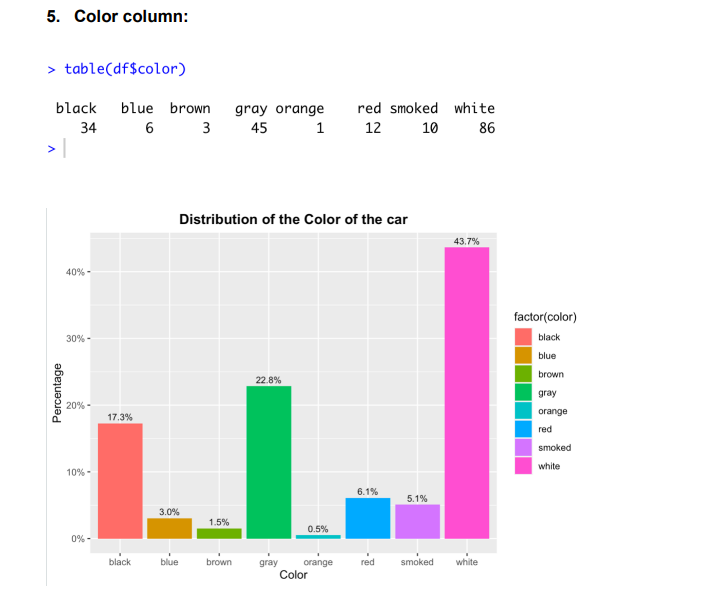 5. Color column:
> table(df$color)
black blue brown gray orange red smoked white
34 6 3 45 1 12 10 86
>
Distribution of the Color of the car
43.7%
40%
factor(color)
black
30%
blue
brown
22.8%
gray
Percentage
20%
orange
17.3%
red
smoked
white
10%
6.1%
5.1%
3.0%
1.5%
0.5%
0%
black blue brown gray orange red smoked white
Color